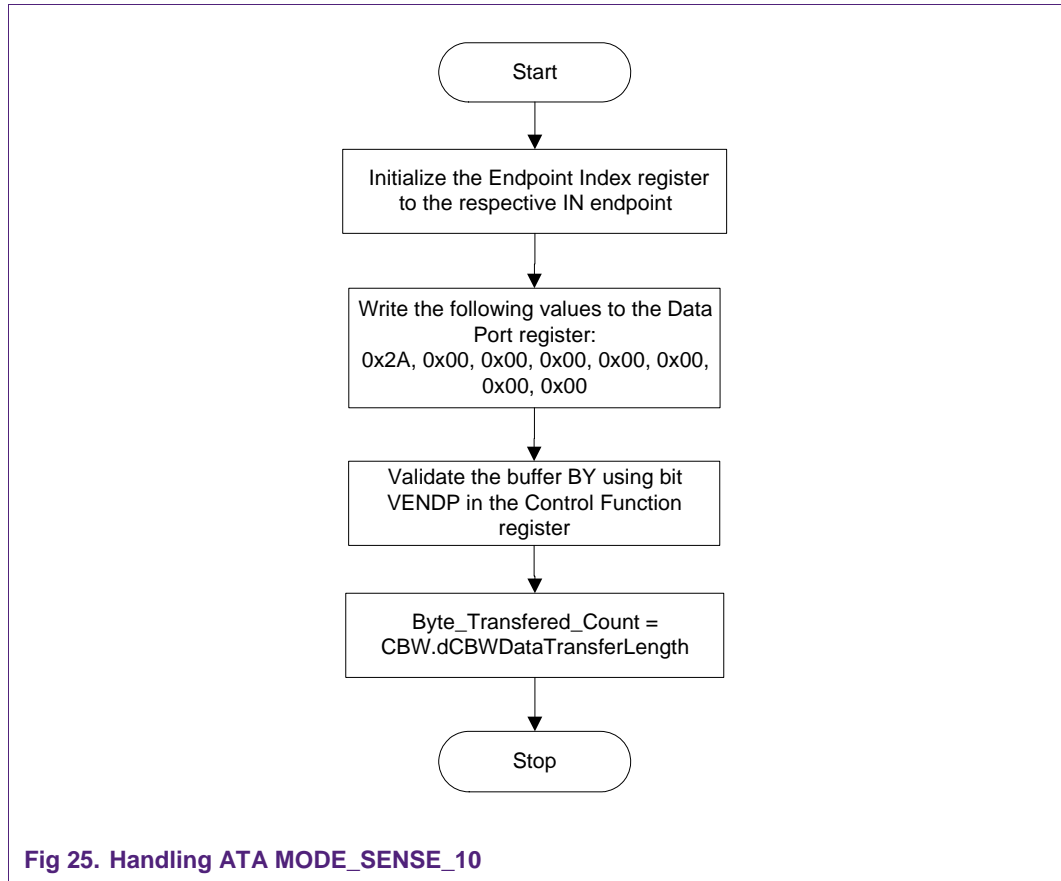 Start
Initialize the Endpoint Index register
to the respective IN endpoint
Write the following values to the Data
Port register:
0x2A, 0x00, 0x00, 0x00, 0x00, 0x00,
0x00, 0x00
Validate the buffer BY using bit
VENDP in the Control Function
register
Byte_Transfered_Count =
CBW.dCBWDataTransferLength
Stop
Fig 25. Handling ATA MODE_SENSE_10